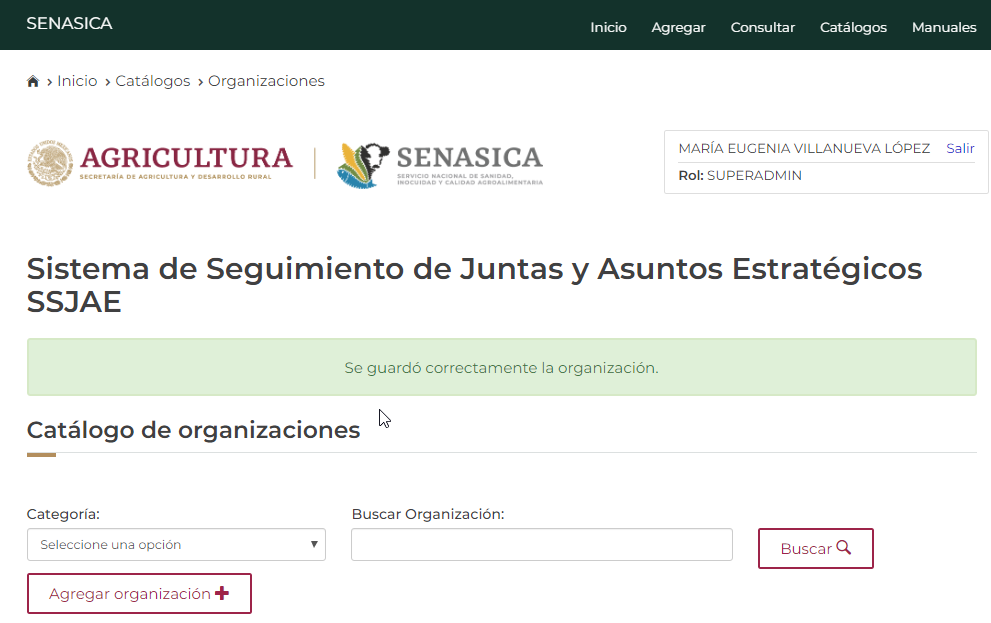 SENASICA
Inicio Agregar Consultar Catálogos Manuales
Inicio › Catálogos › Organizaciones
AGRICULTURA
SECRETARÍA DE AGRICULTURA Y DESARROLLO RURAL
SENASICA
SERVICIO NACIONAL DE SANIDAD,
INOCUIDAD Y CALIDAD AGROALIMENTARIA
MARÍA EUGENIA VILLANUEVA LÓPEZ Salir
Rol: SUPERADMIN
Sistema de Seguimiento de Juntas y Asuntos Estratégicos
SSJAE
Se guardó correctamente la organización.
Catálogo de organizaciones
Categoría: Buscar Organización:
Seleccione una opción Buscar
Agregar organización